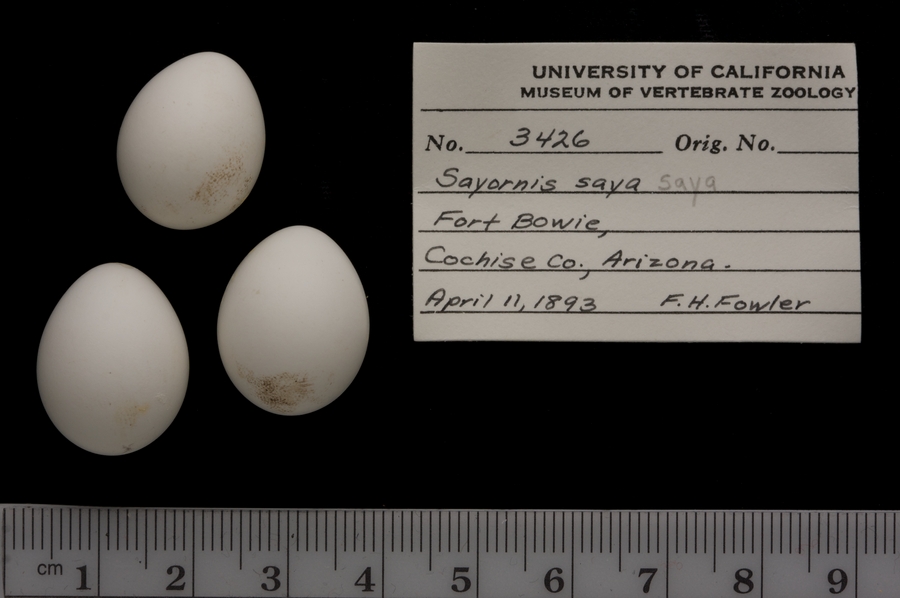 UNIVERSITY OF CALIFORNIA
MUSEUM OF VERTEBRATE ZOOLOGY
No. 3426 Orig. No.
Sayornis saya saya
Fort Bowie,
Cochise Co., Arizona.
April 11, 1893 F.H. Fowler
cm 1 2 3 4 5 6 7 8 9